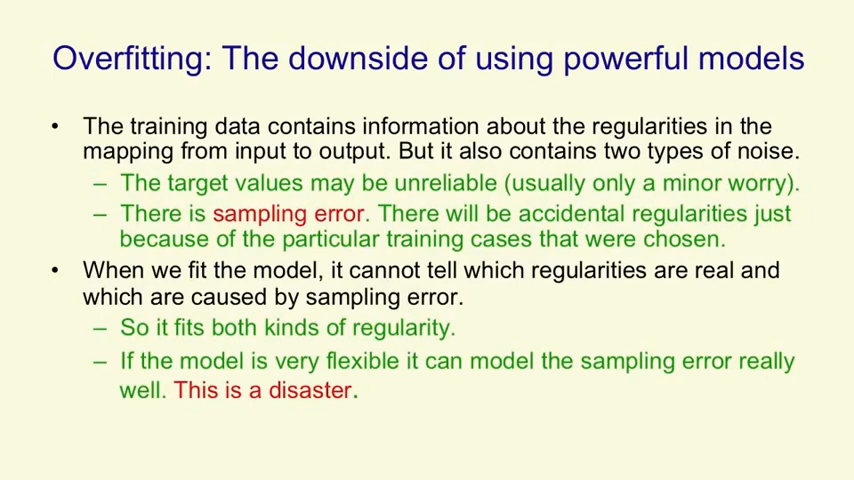 Overfitting: The downside of using powerful models
• The training data contains information about the regularities in the
mapping from input to output. But it also contains two types of noise.
– The target values may be unreliable (usually only a minor worry).
– There is sampling error. There will be accidental regularities just
because of the particular training cases that were chosen.
• When we fit the model, it cannot tell which regularities are real and
which are caused by sampling error.
– So it fits both kinds of regularity.
– If the model is very flexible it can model the sampling error really
well. This is a disaster.